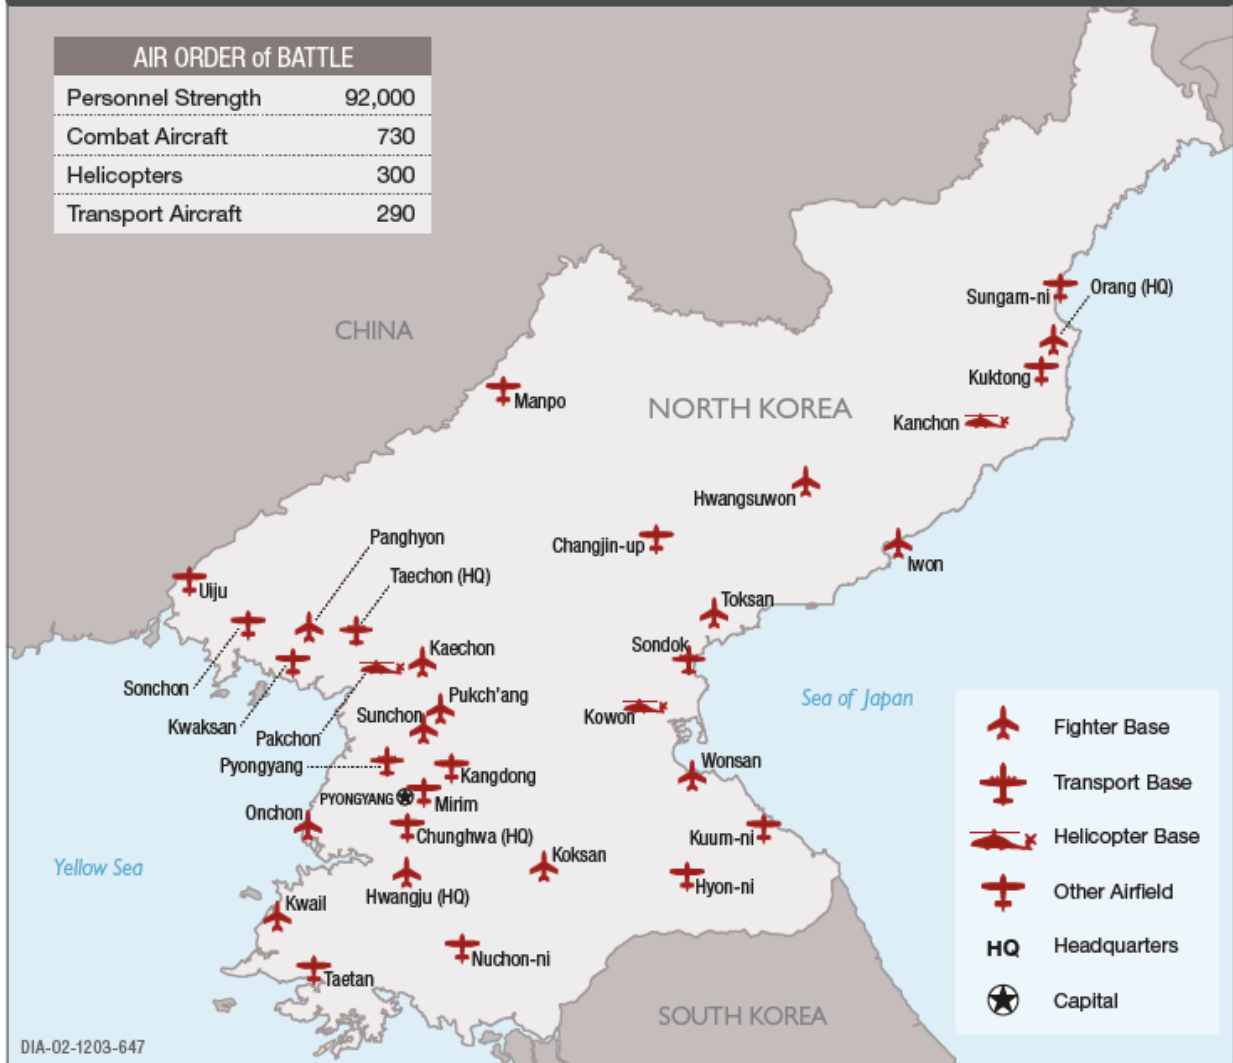 AIR ORDER of BATTLE
Personnel Strength 92,000
Combat Aircraft 730
Helicopters 300
Transport Aircraft 290
CHINA
NORTH KOREA
Sungam-ni
Orang (HQ)
Kuktong
Kanchon
Manpo
Hwangsuwon
Changjin-up
Iwon
Panghyon
Taechon (HQ)
Uiju
Toksan
Kaechon
Sondok
Sonchon
Pukch'ang
Kwaksan
Sunchon
Kowon
Pakchon
Sea of Japan
Pyongyang
Kangdong
Wonsan
PYONGYANG
Mirim
Onchon
Chunghwa (HQ)
Kuum-ni
Yellow Sea
Koksan
Hwangju (HQ)
Hyon-ni
Kwail
Nuchon-ni
Taetan
SOUTH KOREA
Fighter Base
Transport Base
Helicopter Base
Other Airfield
HQ Headquarters
Capital
DIA-02-1203-647